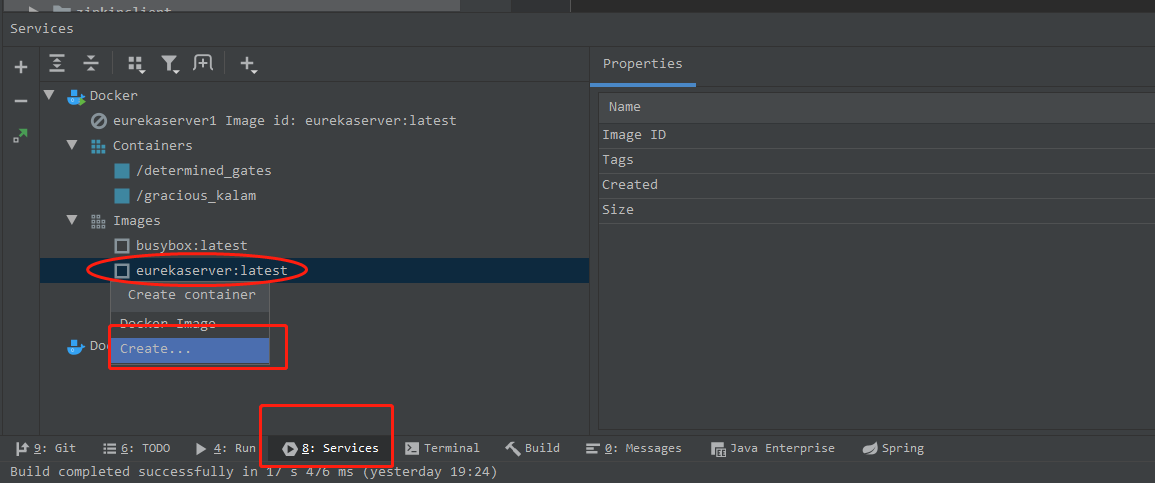 zipkinclient
Services
Properties
Docker
Name
eurekaserver1 Image id: eurekaserver:latest
Image ID
Containers
Tags
/determined_gates
Created
/gracious_kalam
Size
Images
busybox:latest
eurekaserver:latest
Create container
Docker Image
Create...
9: Git 6: TODO 4: Run 8: Services Terminal Build 0: Messages Java Enterprise Spring
Build completed successfully in 17 s 476 ms (yesterday 19:24)